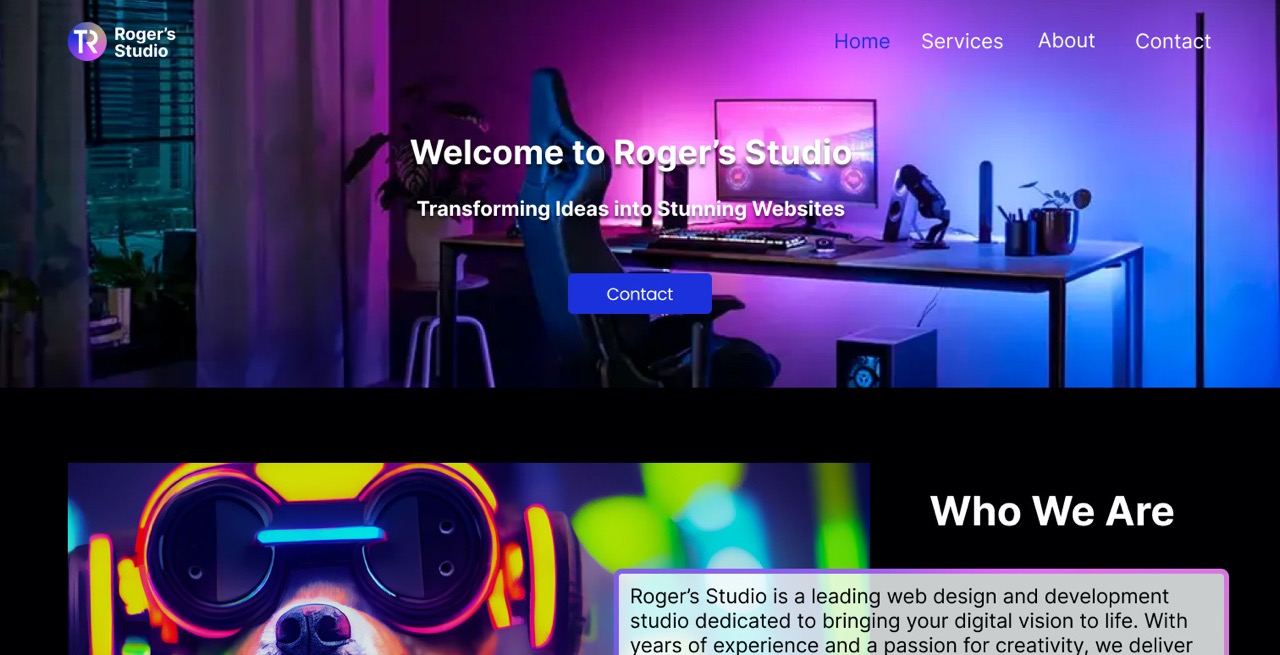 TR
Roger’s
Studio
Home Services About Contact
Welcome to Roger’s Studio
Transforming Ideas into Stunning Websites
Contact
Who We Are
Roger’s Studio is a leading web design and development
studio dedicated to bringing your digital vision to life. With
years of experience and a passion for creativity, we deliver